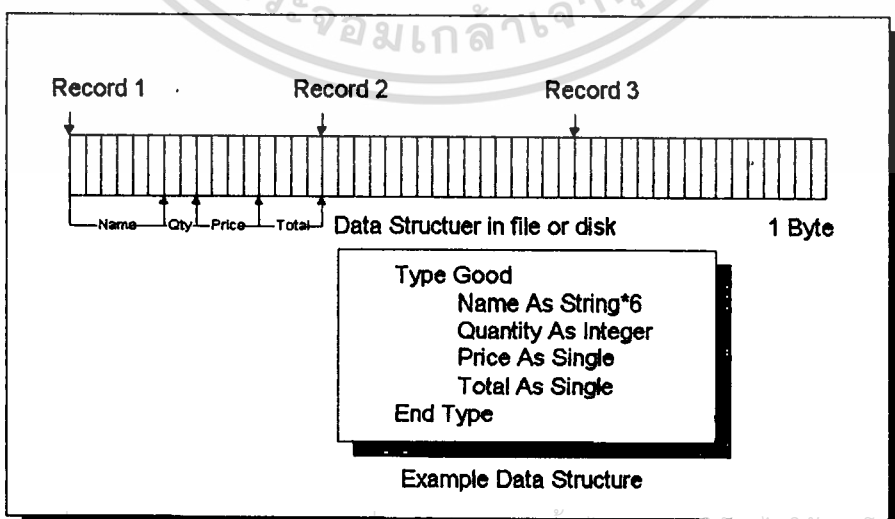 Record 1 Record 2 Record 3
Name Qty Price Total Data Structuer in file or disk 1 Byte
Type Good
Name As String*6
Quantity As Integer
Price As Single
Total As Single
End Type
Example Data Structure